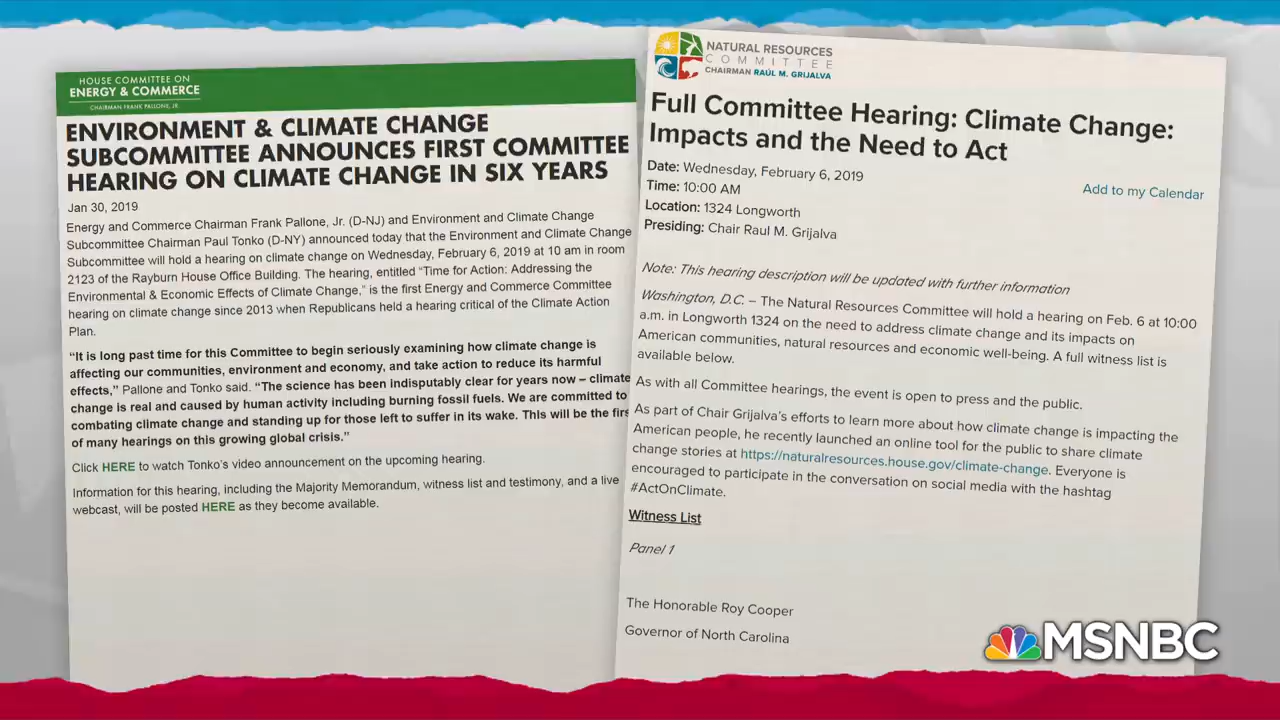 HOUSE COMMITTEE ON
ENERGY & COMMERCE
CHAIRMAN FRANK PALLONE, JR.
ENVIRONMENT & CLIMATE CHANGE
SUBCOMMITTEE ANNOUNCES FIRST COMMITTEE
HEARING ON CLIMATE CHANGE IN SIX YEARS
Jan 30, 2019
Energy and Commerce Chairman Frank Pallone, Jr. (D-NJ) and Environment and Climate Change
Subcommittee Chairman Paul Tonko (D-NY) announced today that the Environment and Climate Change
Subcommittee will hold a hearing on climate change on Wednesday, February 6, 2019 at 10 am in room
2123 of the Rayburn House Office Building. The hearing, entitled “Time for Action: Addressing the
Environmental & Economic Effects of Climate Change,” is the first Energy and Commerce Committee
hearing on climate change since 2013 when Republicans held a hearing critical of the Climate Action
Plan.
“It is long past time for this Committee to begin seriously examining how climate change is
affecting our communities, environment and economy, and take action to reduce its harmful
effects,” Pallone and Tonko said. “The science has been indisputably clear for years now – climate
change is real and caused by human activity including burning fossil fuels. We are committed to
combating climate change and standing up for those left to suffer in its wake. This will be the firs
of many hearings on this growing global crisis.”
Click HERE to watch Tonko’s video announcement on the upcoming hearing.
Information for this hearing, including the Majority Memorandum, witness list and testimony, and a live
webcast, will be posted HERE as they become available.
NATURAL RESOURCES
COMMITTEE
CHAIRMAN RAÚL M. GRIJALVA
Full Committee Hearing: Climate Change:
Impacts and the Need to Act
Date: Wednesday, February 6, 2019
Add to my Calendar
Time: 10:00 AM
Location: 1324 Longworth
Presiding: Chair Raul M. Grijalva
Note: This hearing description will be updated with further information
Washington, D.C. – The Natural Resources Committee will hold a hearing on Feb. 6 at 10:00
a.m. in Longworth 1324 on the need to address climate change and its impacts on
American communities, natural resources and economic well-being. A full witness list is
available below.
As with all Committee hearings, the event is open to press and the public.
As part of Chair Grijalva’s efforts to learn more about how climate change is impacting the
American people, he recently launched an online tool for the public to share climate
change stories at https://naturalresources.house.gov/climate-change. Everyone is
encouraged to participate in the conversation on social media with the hashtag
#ActOnClimate.
Witness List
Panel 1
The Honorable Roy Cooper
Governor of North Carolina
MSNBC